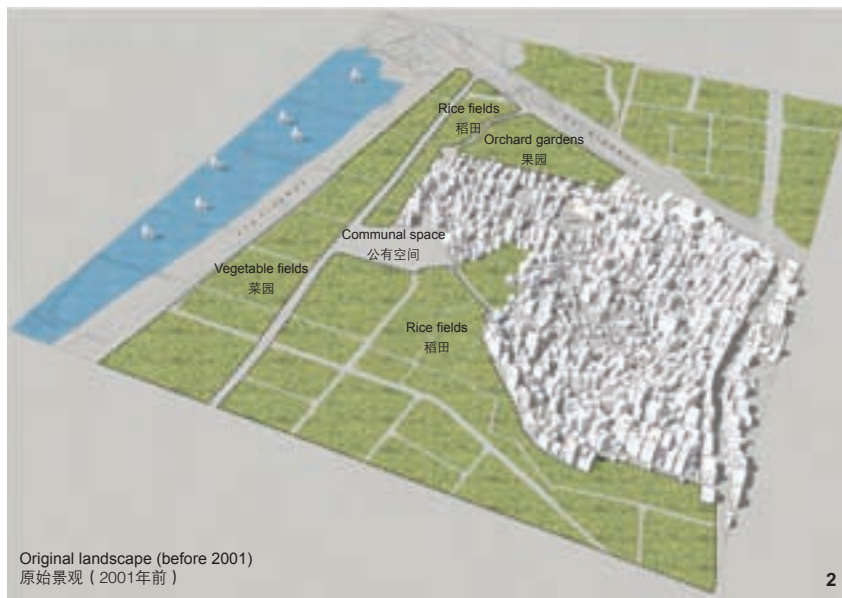 Rice fields
稻田
Orchard gardens
果园
Communal space
公有空间
Vegetable fields
菜园
Rice fields
稻田
Original landscape (before 2001)
原始景观（2001年前）
2